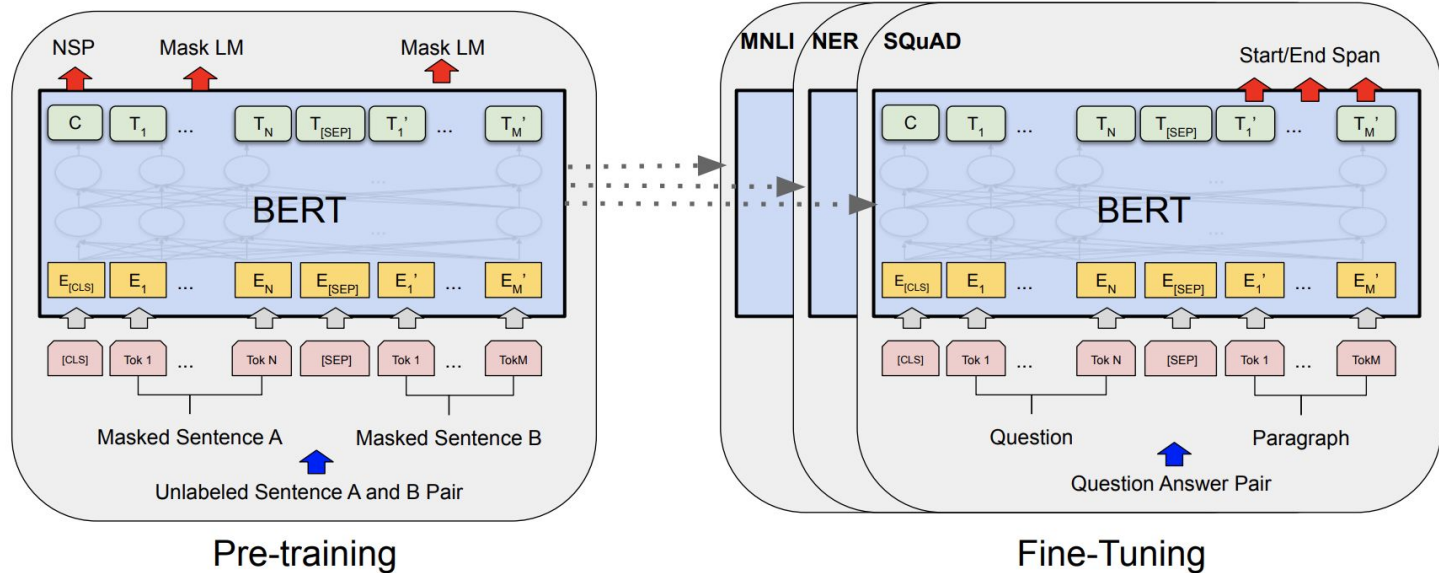 NSP Mask LM Mask LM
C T1 ... TN T[SEP] T1' ... TM'
...
...
BERT
E[CLS] E1 ... EN E[SEP] E1' ... EM'
[CLS] Tok 1 ... Tok N [SEP] Tok 1 ... TokM
Masked Sentence A Masked Sentence B
Unlabeled Sentence A and B Pair
Pre-training
MNLI NER SQuAD
Start/End Span
C T1 ... TN T[SEP] T1' ... TM'
...
...
BERT
E[CLS] E1 ... EN E[SEP] E1' ... EM'
[CLS] Tok 1 ... Tok N [SEP] Tok 1 ... TokM
Question Paragraph
Question Answer Pair
Fine-Tuning